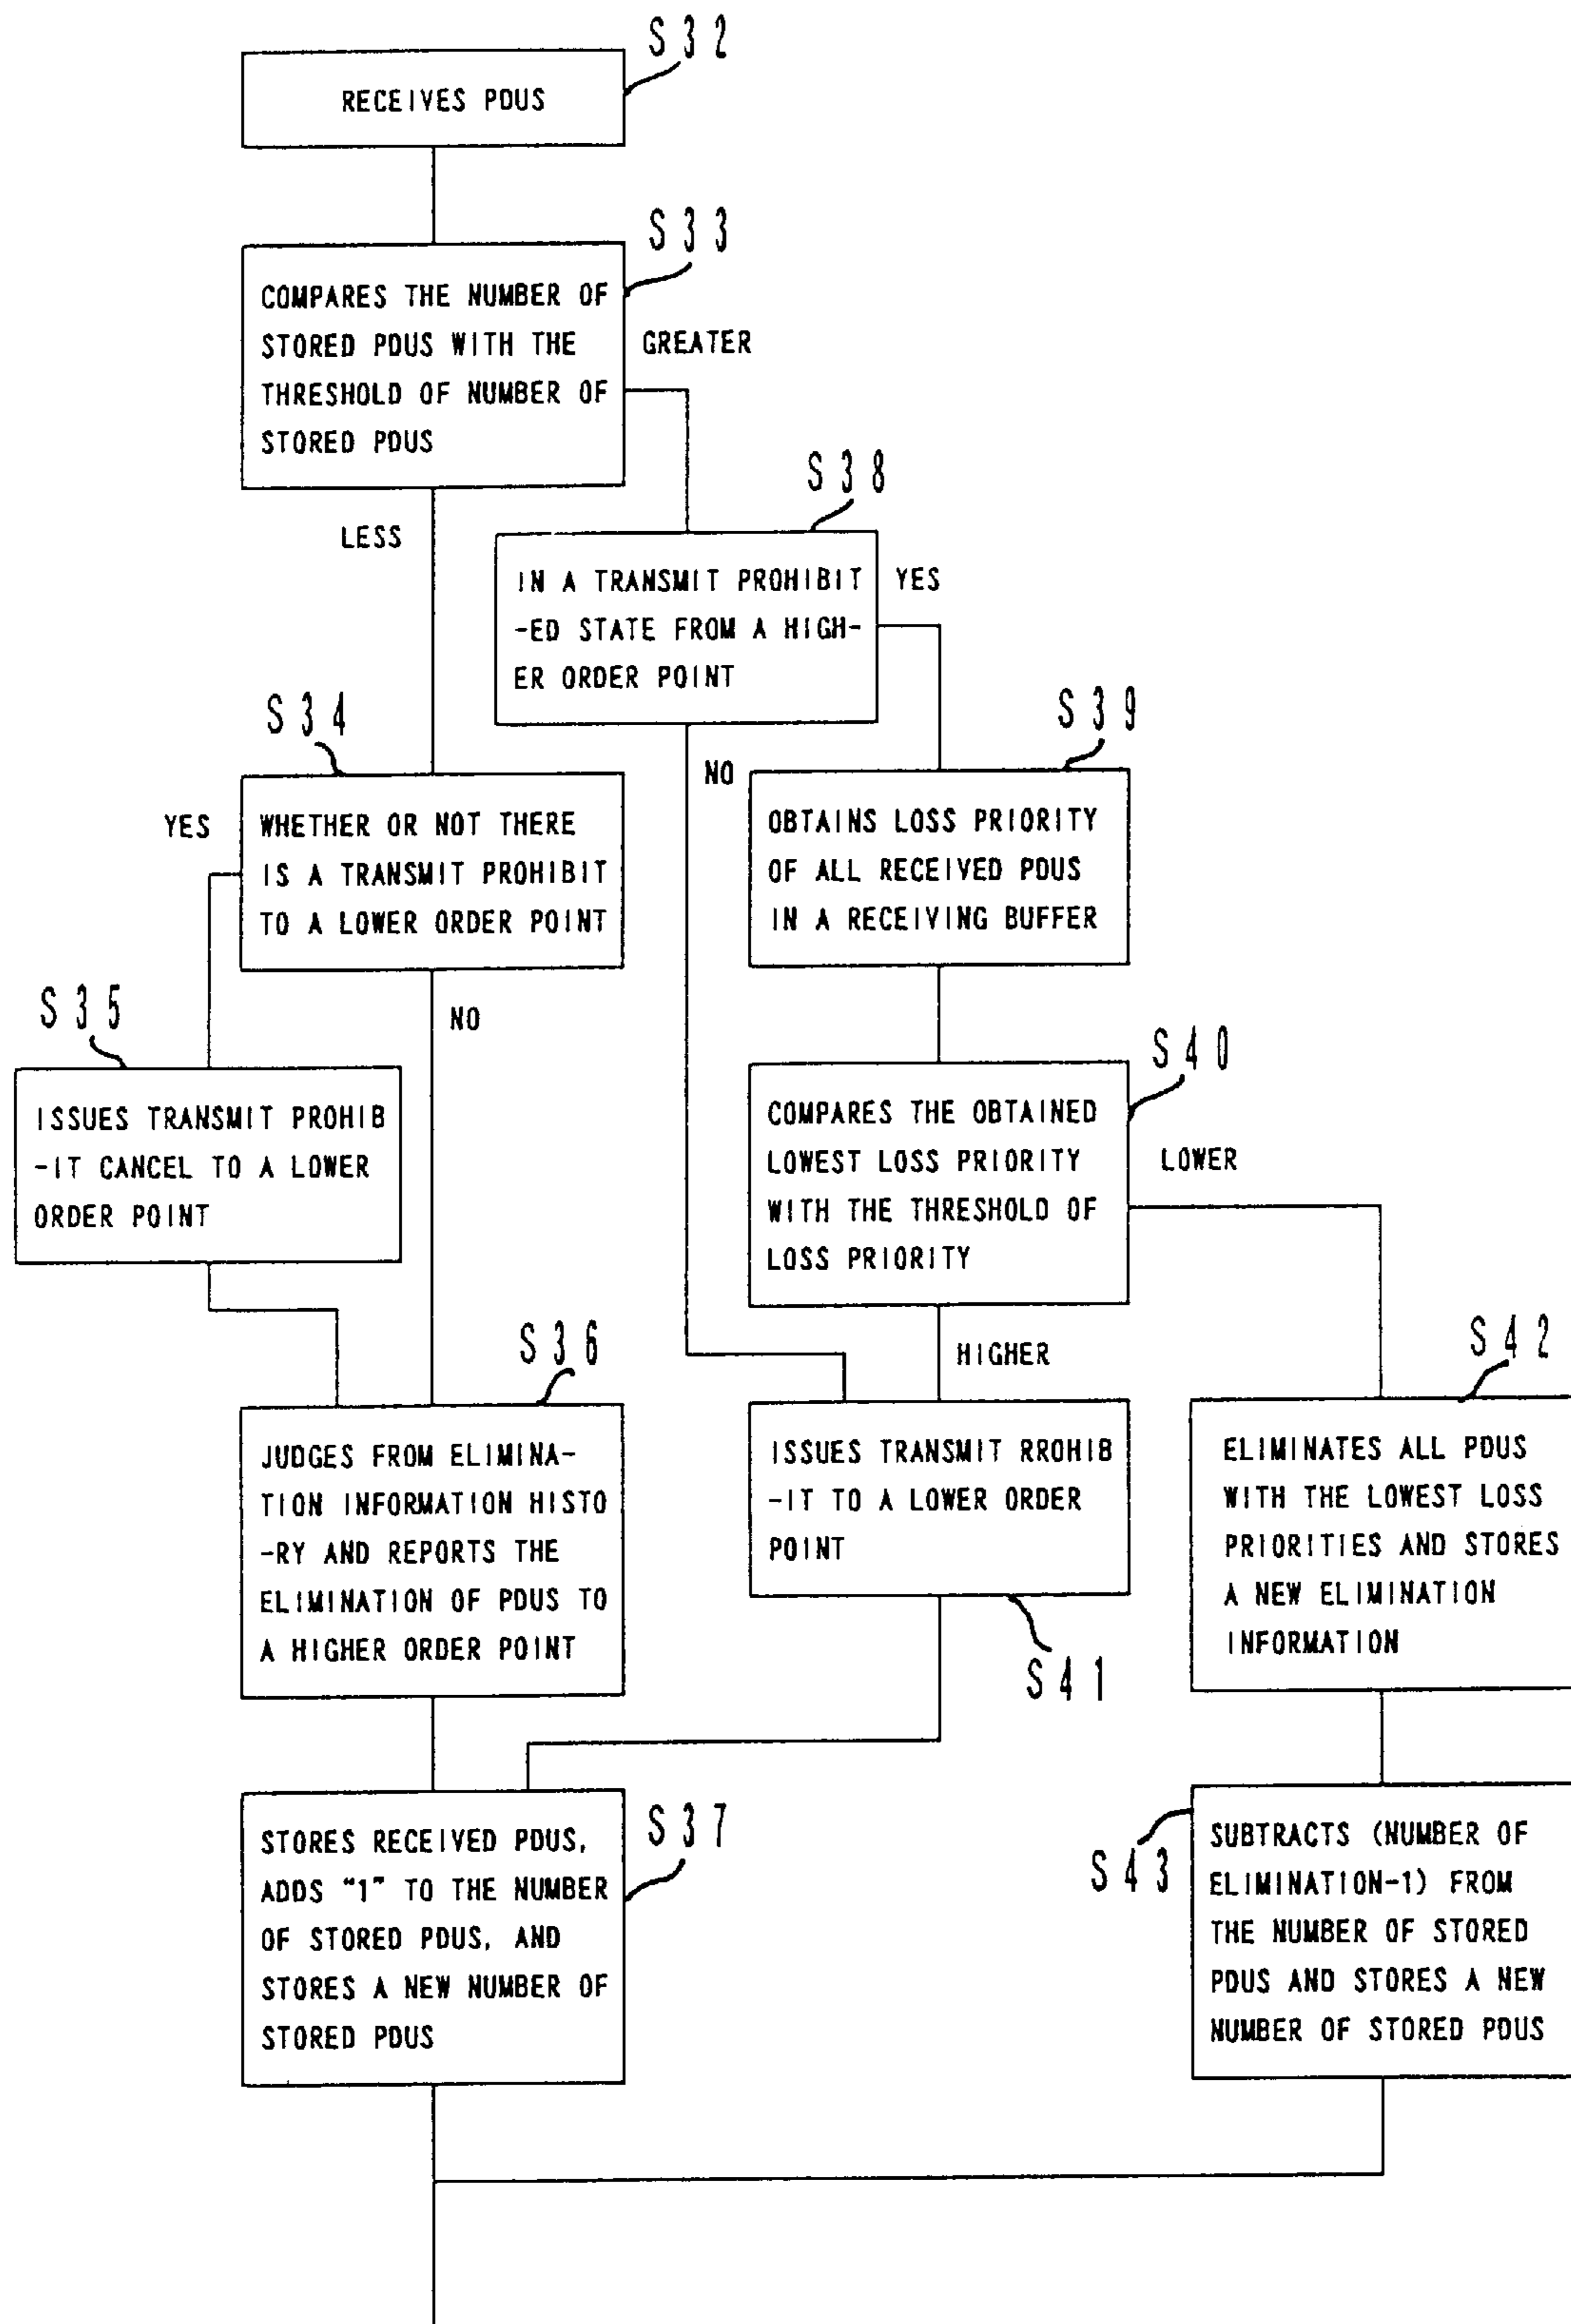 S32
RECEIVES PDUS
S33
COMPARES THE NUMBER OF
STORED PDUS WITH THE
THRESHOLD OF NUMBER OF
STORED PDUS
GREATER
LESS
S38
IN A TRANSMIT PROHIBIT
-ED STATE FROM A HIGH-
ER ORDER POINT
YES
NO
S34
YES
WHETHER OR NOT THERE
IS A TRANSMIT PROHIBIT
TO A LOWER ORDER POINT
NO
S39
OBTAINS LOSS PRIORITY
OF ALL RECEIVED PDUS
IN A RECEIVING BUFFER
S35
ISSUES TRANSMIT PROHIB
-IT CANCEL TO A LOWER
ORDER POINT
S40
COMPARES THE OBTAINED
LOWEST LOSS PRIORITY
WITH THE THRESHOLD OF
LOSS PRIORITY
LOWER
HIGHER
S36
JUDGES FROM ELIMINA-
TION INFORMATION HISTO
-RY AND REPORTS THE
ELIMINATION OF PDUS TO
A HIGHER ORDER POINT
ISSUES TRANSMIT RROHIB
-IT TO A LOWER ORDER
POINT
S41
S42
ELIMINATES ALL PDUS
WITH THE LOWEST LOSS
PRIORITIES AND STORES
A NEW ELIMINATION
INFORMATION
STORES RECEIVED PDUS,
ADDS "1" TO THE NUMBER
OF STORED PDUS, AND
STORES A NEW NUMBER OF
STORED PDUS
S37
S43
SUBTRACTS (NUMBER OF
ELIMINATION-1) FROM
THE NUMBER OF STORED
PDUS AND STORES A NEW
NUMBER OF STORED PDUS